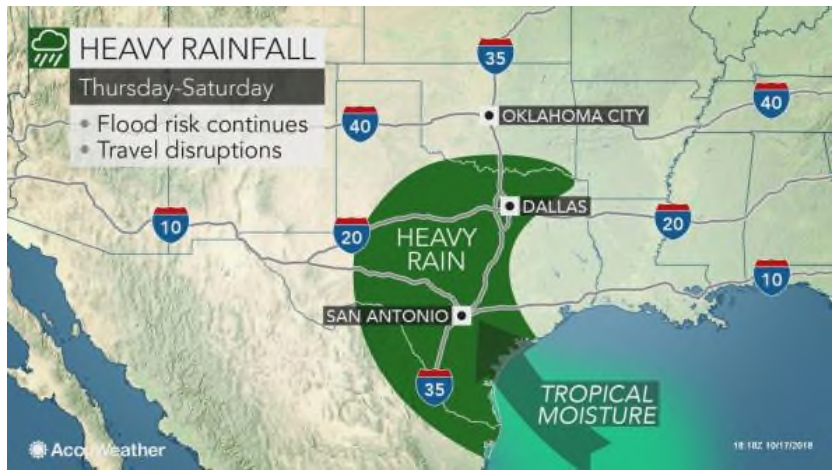 HEAVY RAINFALL
Thursday-Saturday
• Flood risk continues
• Travel disruptions
35
40
OKLAHOMA CITY
40
10
20
DALLAS
20
HEAVY
RAIN
10
SAN ANTONIO
35
TROPICAL
MOISTURE
AccuWeather
18:18Z 10/17/2018